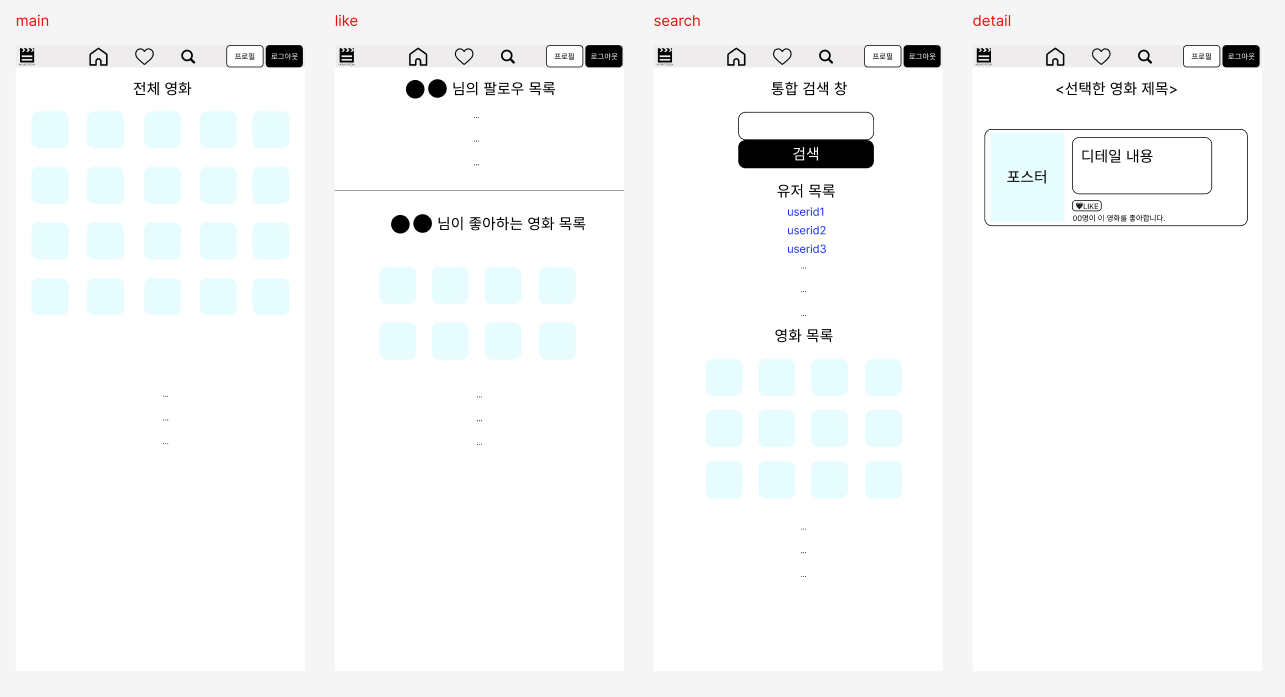 main
프로필
로그아웃
전체 영화
...
...
...
like
프로필
로그아웃
님의 팔로우 목록
...
...
...
님이 좋아하는 영화 목록
...
...
...
search
프로필
로그아웃
통합 검색 창
검색
유저 목록
userid1
userid2
userid3
...
...
...
영화 목록
...
...
...
detail
프로필
로그아웃
<선택한 영화 제목>
포스터
디테일 내용
LIKE
00명이 이 영화를 좋아합니다.